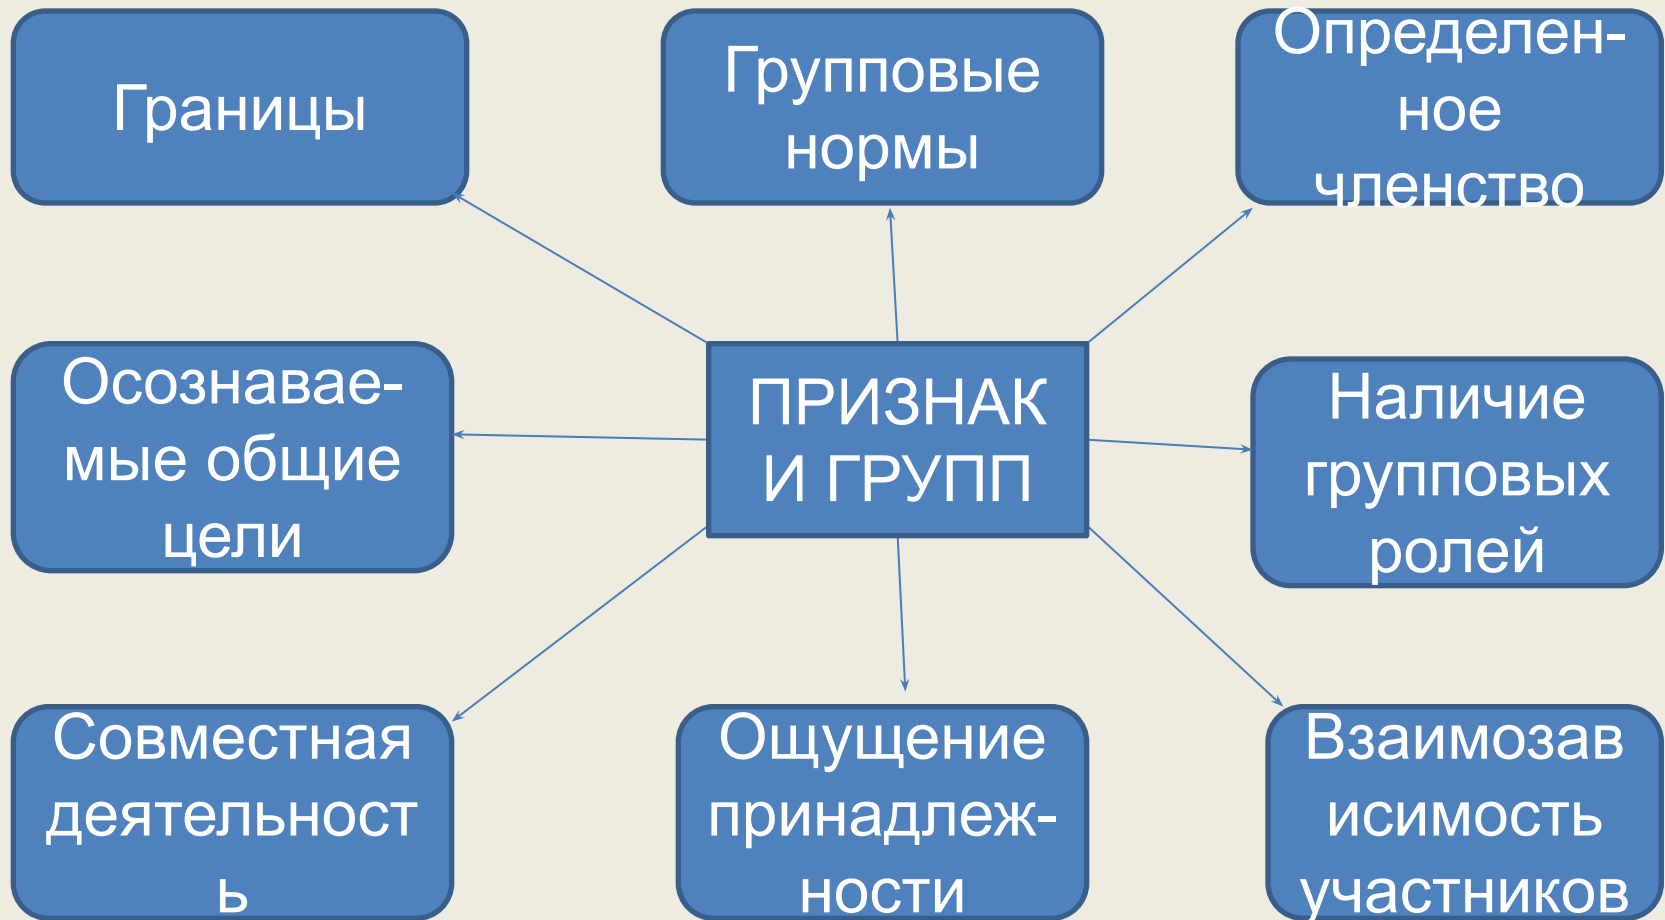 Границы
Групповые
нормы
Определен-
ное
членство
Осознавае-
мые общие
цели
ПРИЗНАК
И ГРУПП
Наличие
групповых
ролей
Совместная
деятельност
ь
Ощущение
принадлеж-
ности
Взаимозав
исимость
участников